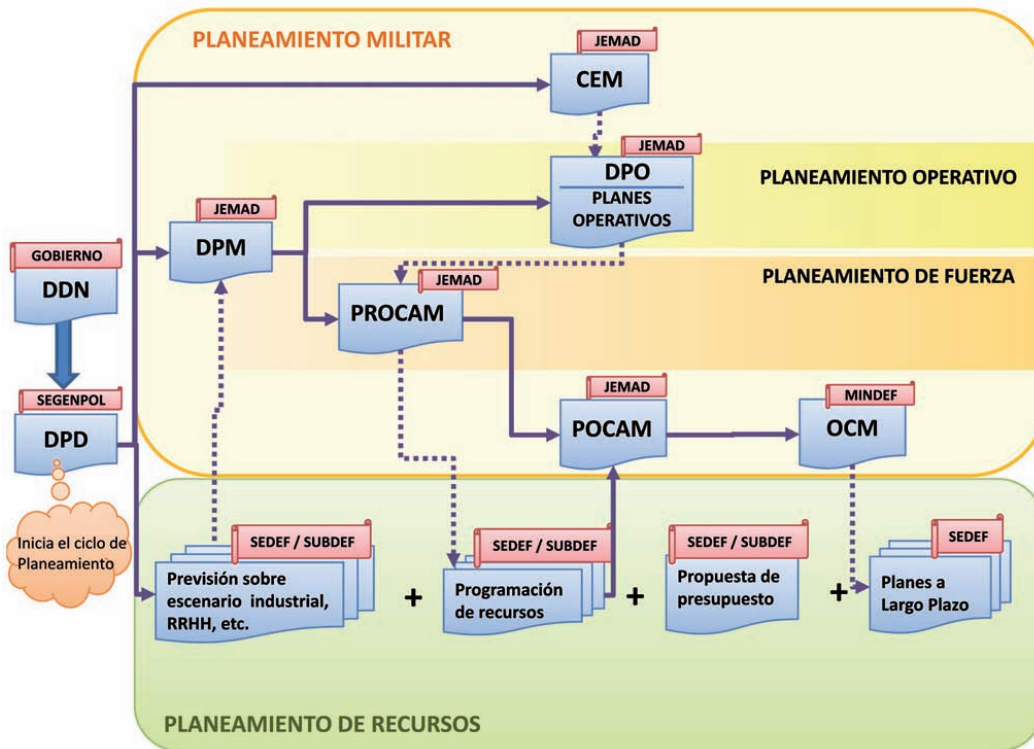 PLANEAMIENTO MILITAR
JEMAD
CEM
JEMAD
DPO
PLANES
OPERATIVOS
PLANEAMIENTO OPERATIVO
JEMAD
DPM
GOBIERNO
DDN
JEMAD
PROCAM
PLANEAMIENTO DE FUERZA
SEGENPOL
DPD
JEMAD
POCAM
MINDEF
OCM
Inicia el ciclo de
Planeamiento
SEDEF / SUBDEF
Previsión sobre
escenario industrial,
RRHH, etc.
+
SEDEF / SUBDEF
Programación
de recursos
+
SEDEF / SUBDEF
Propuesta de
presupuesto
+
SEDEF
Planes a
Largo Plazo
PLANEAMIENTO DE RECURSOS